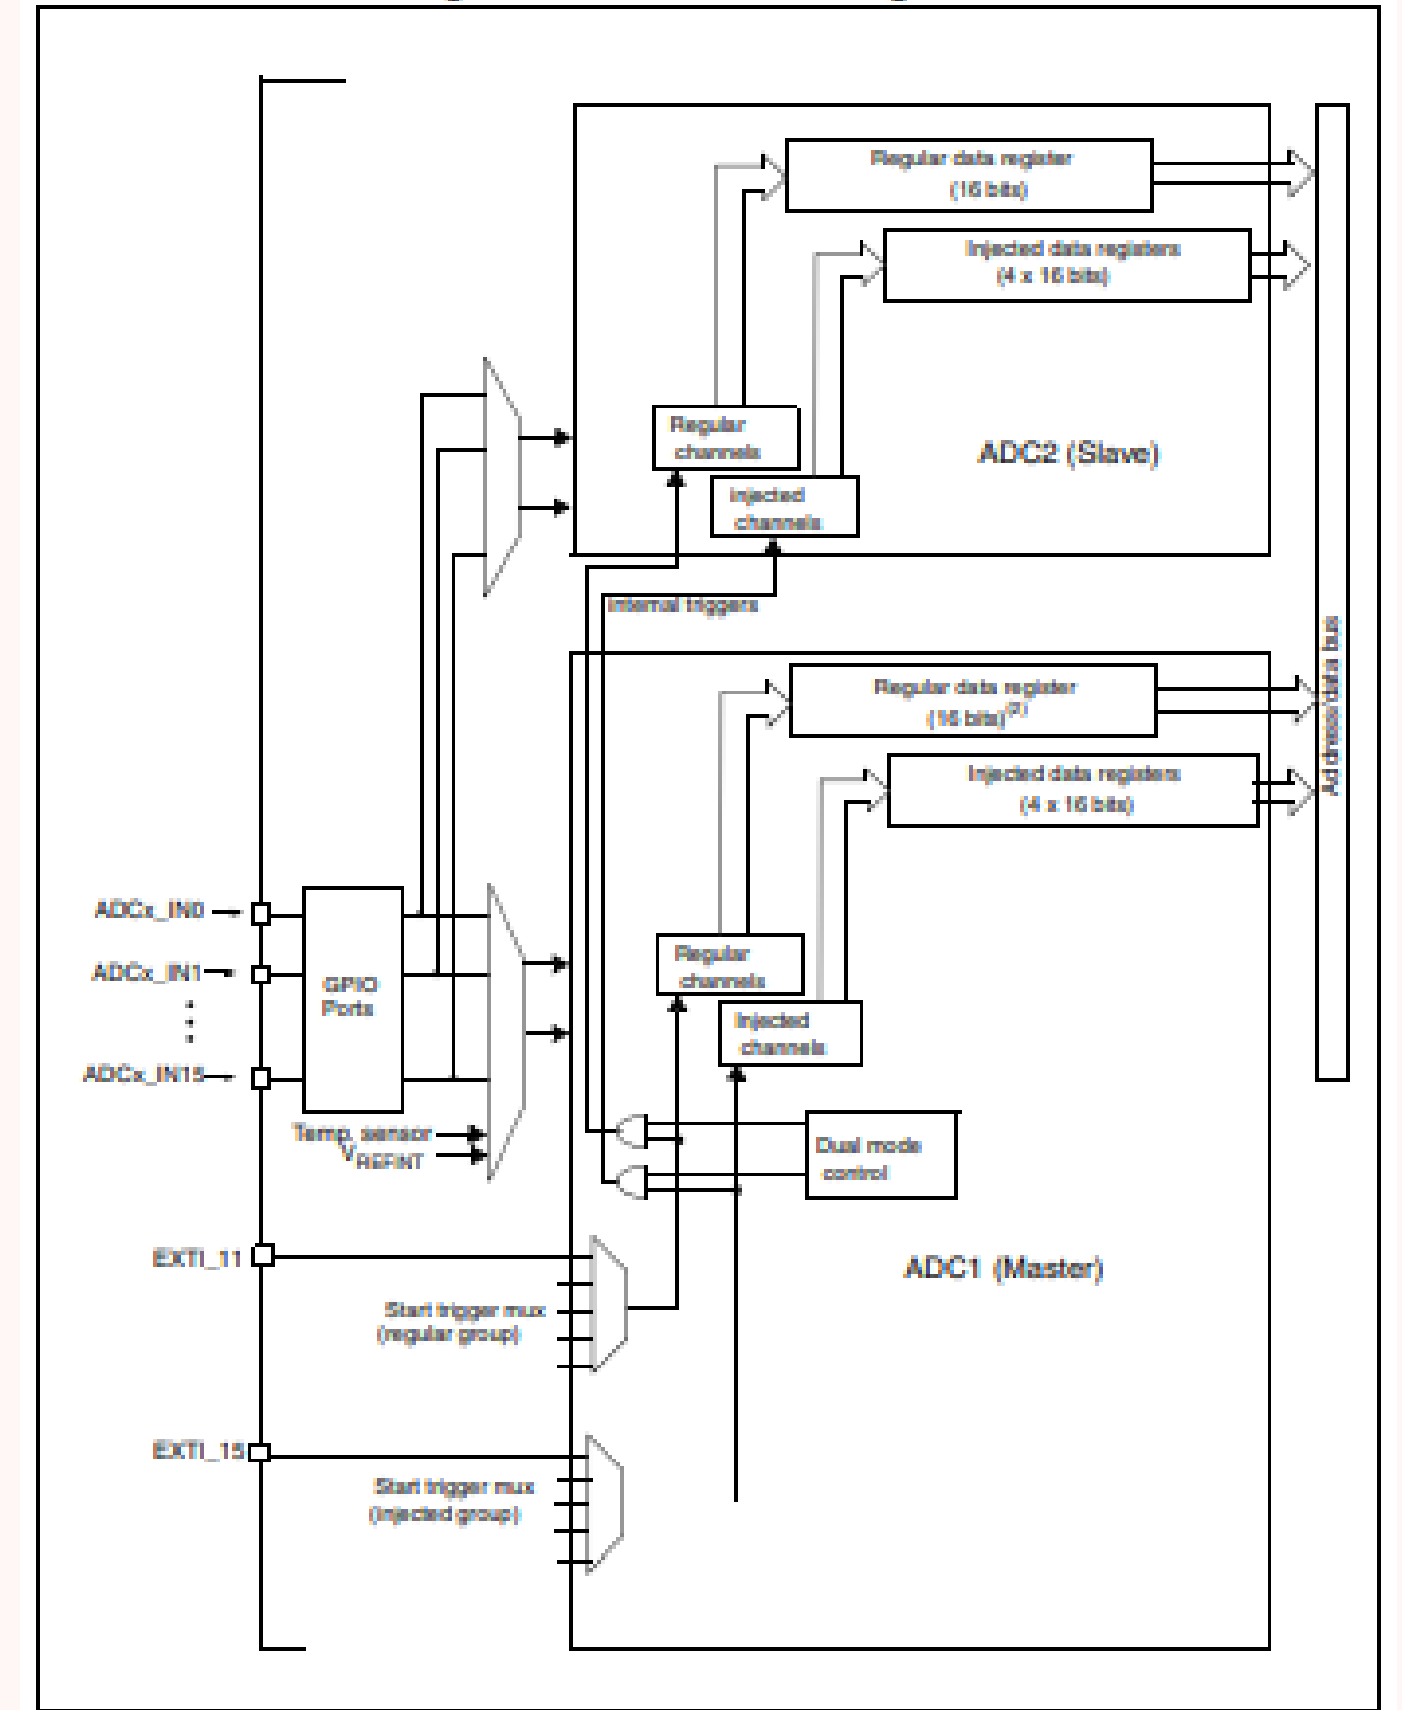 Regular data register
(16 bits)
Injected data registers
(4 x 16 bits)
Regular
channels
ADC2 (Slave)
Injected
channels
Internal triggers
Regular data register
(16 bits)(2)
Injected data registers
(4 x 16 bits)
Address/data bus
ADCx_IN0
ADCx_IN1
ADCx_IN15
GPIO
Ports
Regular
channels
Injected
channels
Temp. sensor
VREFINT
Dual mode
control
EXTI_11
Start trigger mux
(regular group)
ADC1 (Master)
EXTI_15
Start trigger mux
(injected group)